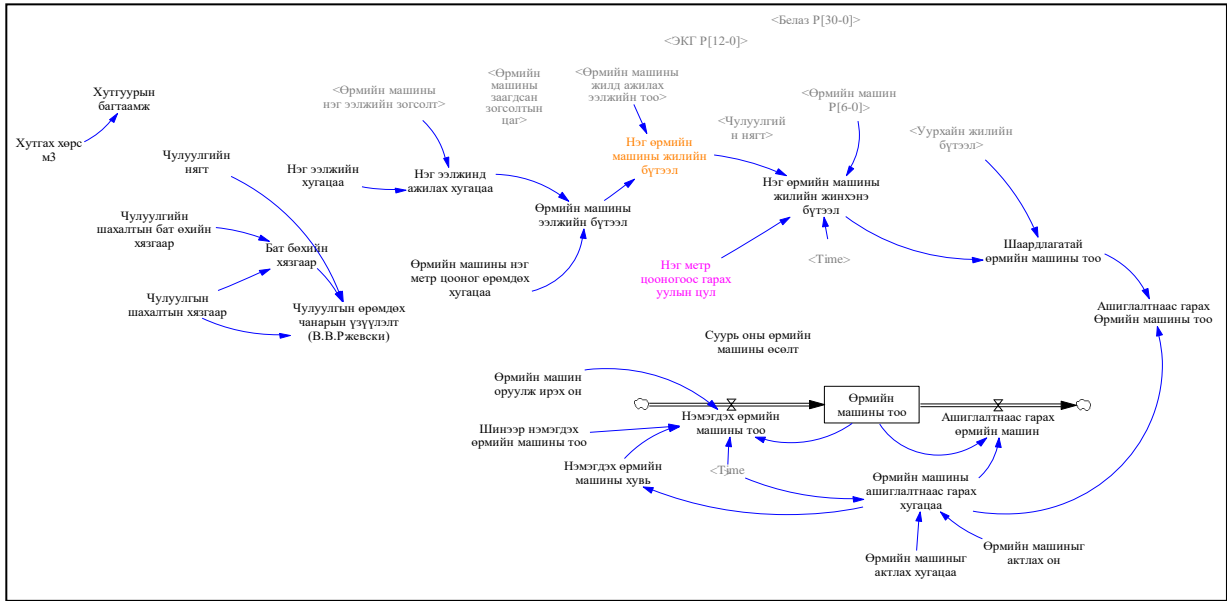 <Белаз P[30-0]>
<ЭКГ P[12-0]>
Хутгуурын
багтаамж
Хутгах хөрс
м3
<Өрмийн машины
нэг ээлжийн зогсолт>
<Өрмийн
машины
заагдсан
зогсолтын
цаг>
<Өрмийн машины
жилд ажилах
ээлжийн тоо>
<Чулуулгий
н нягт>
<Өрмийн машин
P[6-0]>
<Уурхайн жилийн
бүтээл>
Чулуулгийн
нягт
Нэг ээлжийн
хугацаа
Нэг ээлжинд
ажилах хугацаа
Нэг өрмийн
машины жилийн
бүтээл
Нэг өрмийн машины
жилийн жинхэнэ
бүтээл
Өрмийн машины
ээлжийн бүтээл
Чулуулгийн
шахалтын бат өхийн
хязгаар
Бат бөхийн
хязгаар
Өрмийн машины нэг
метр цооног өрөмдөх
хугацаа
Нэг метр
цооногоос гарах
уулын цул
<Time>
Шаардлагатай
өрмийн машины тоо
Чулуулгын
шахалтын хязгаар
Чулуулгын өрөмдөх
чанарын үзүүлэлт
(В.В.Ржевски)
Ашиглалтнаас гарах
Өрмийн машины тоо
Суурь оны өрмийн
машины өсөлт
Өрмийн машин
оруулж ирэх он
Өрмийн
машины тоо
Нэмэгдэх өрмийн
машины тоо
Ашиглалтнаас гарах
өрмийн машин
Шинээр нэмэгдэх
өрмийн машины тоо
Нэмэгдэх өрмийн
машины хувь
<Time
Өрмийн машины
ашиглалтнаас гарах
хугацаа
Өрмийн машиныг
актлах хугацаа
Өрмийн машиныг
актлах он